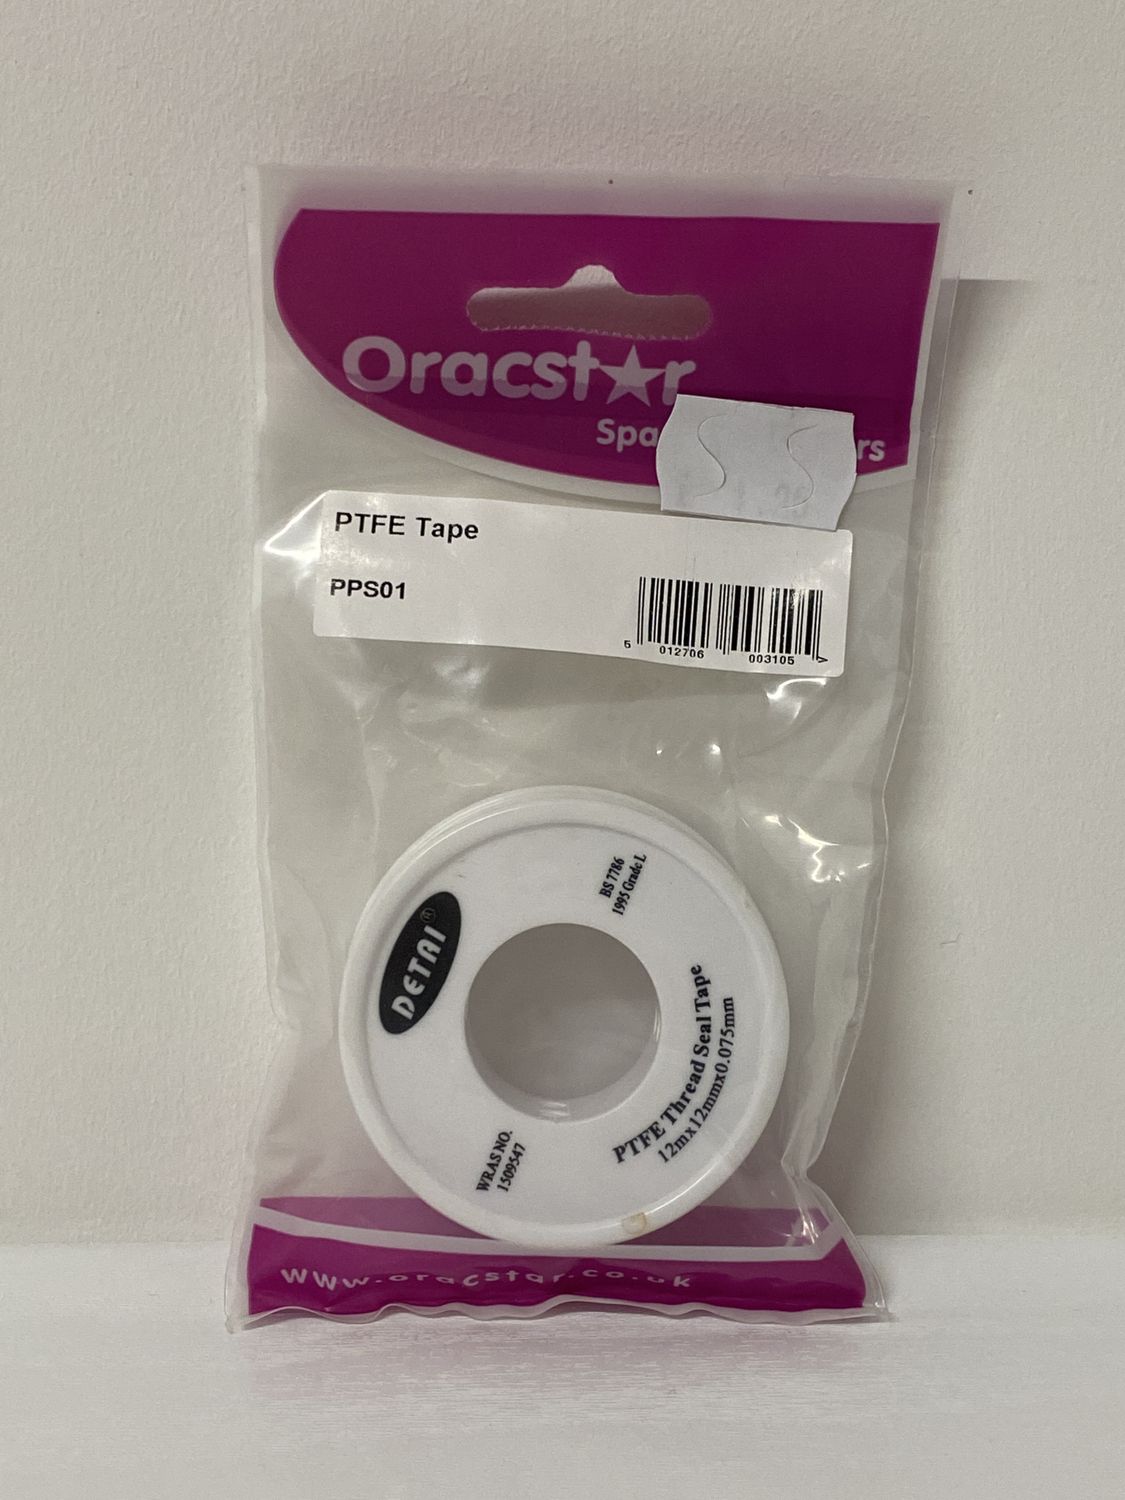 Oracst★r
PTFE Tape
PPS01
5 012706 003105
BS 7786
1995 Grade L
DETAI®
PTFE Thread Seal Tape
12mx12mmx0.075mm
WRAS NO.
1509547
www.oracstar.co.uk